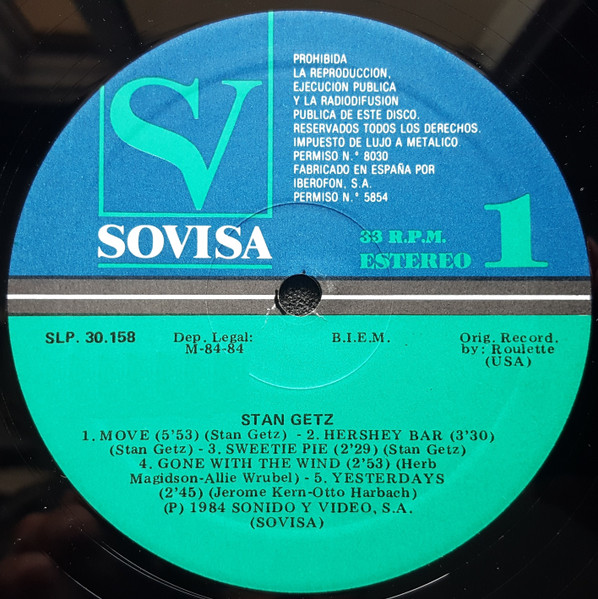 PROHIBIDA
LA REPRODUCCION,
EJECUCION PUBLICA
Y LA RADIODIFUSION
PUBLICA DE ESTE DISCO.
RESERVADOS TODOS LOS DERECHOS.
IMPUESTO DE LUJO A METALICO
PERMISO N.° 8030
FABRICADO EN ESPAÑA POR
IBEROFON, S.A.
PERMISO N.° 5854
SV
SOVISA
33 R.P.M.
ESTEREO
1
SLP. 30.158
Dep. Legal:
M-84-84
B.I.E.M.
Orig. Record.
by: Roulette
(USA)
STAN GETZ
1. MOVE (5'53) (Stan Getz) - 2. HERSHEY BAR (3'30)
(Stan Getz) - 3. SWEETIE PIE (2'29) (Stan Getz)
4. GONE WITH THE WIND (2'53) (Herb
Magidson-Allie Wrubel) - 5. YESTERDAYS
(2'45) (Jerome Kern-Otto Harbach)
(P) 1984 SONIDO Y VIDEO, S.A.
(SOVISA)